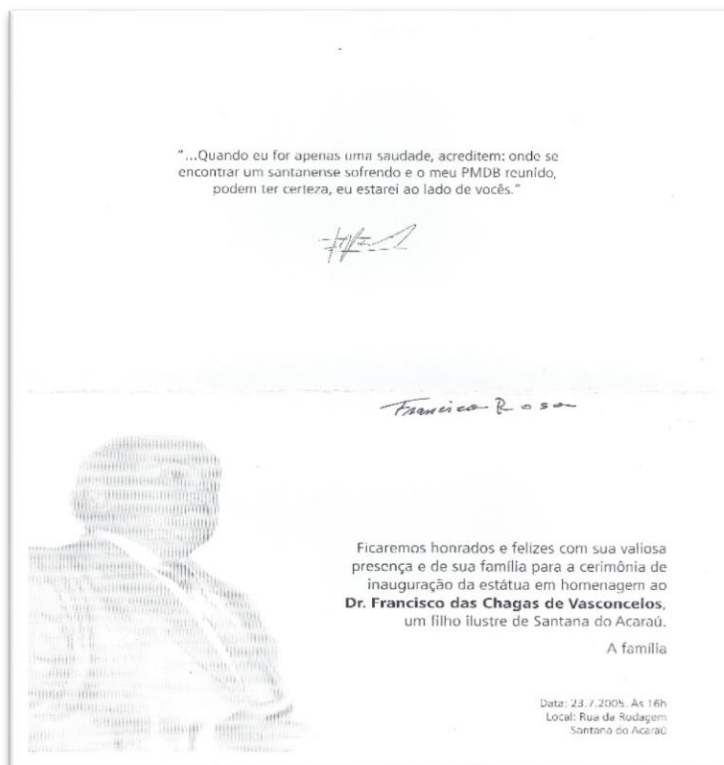 "...Quando eu for apenas uma saudade, acreditem: onde se
encontrar um santanense sofrendo e o meu PMDB reunido,
podem ter certeza, eu estarei ao lado de vocês."
Francisco Rosa
Ficaremos honrados e felizes com sua valiosa
presença e de sua família para a cerimônia de
inauguração da estátua em homenagem ao
Dr. Francisco das Chagas de Vasconcelos,
um filho ilustre de Santana do Acaraú.
A família
Data: 23.7.2005. Às 16h
Local: Rua da Rodagem
Santana do Acaraú